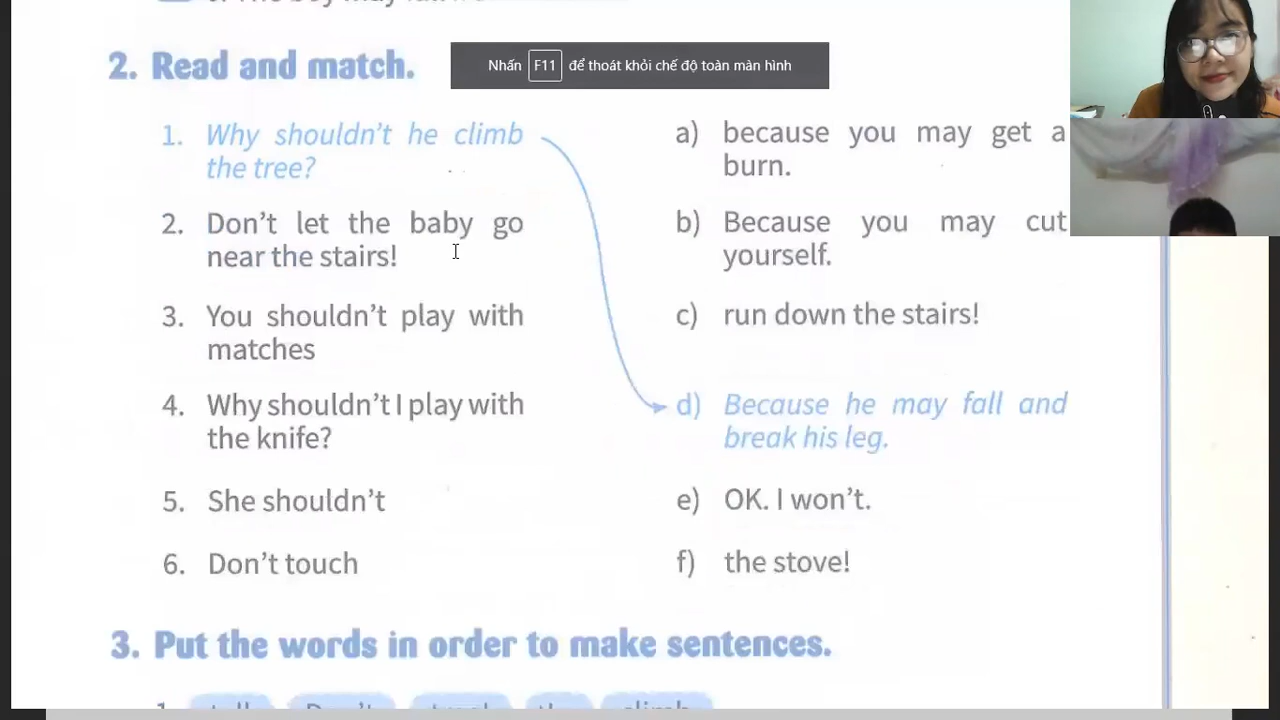 2. Read and match.
Nhấn F11 để thoát khỏi chế độ toàn màn hình
1. Why shouldn't he climb
the tree?
2. Don't let the baby go
near the stairs!
3. You shouldn't play with
matches
4. Why shouldn't I play with
the knife?
5. She shouldn't
6. Don't touch
a) because you may get a
burn.
b) Because you may cut
yourself.
c) run down the stairs!
d) Because he may fall and
break his leg.
e) OK. I won't.
f) the stove!
3. Put the words in order to make sentences.